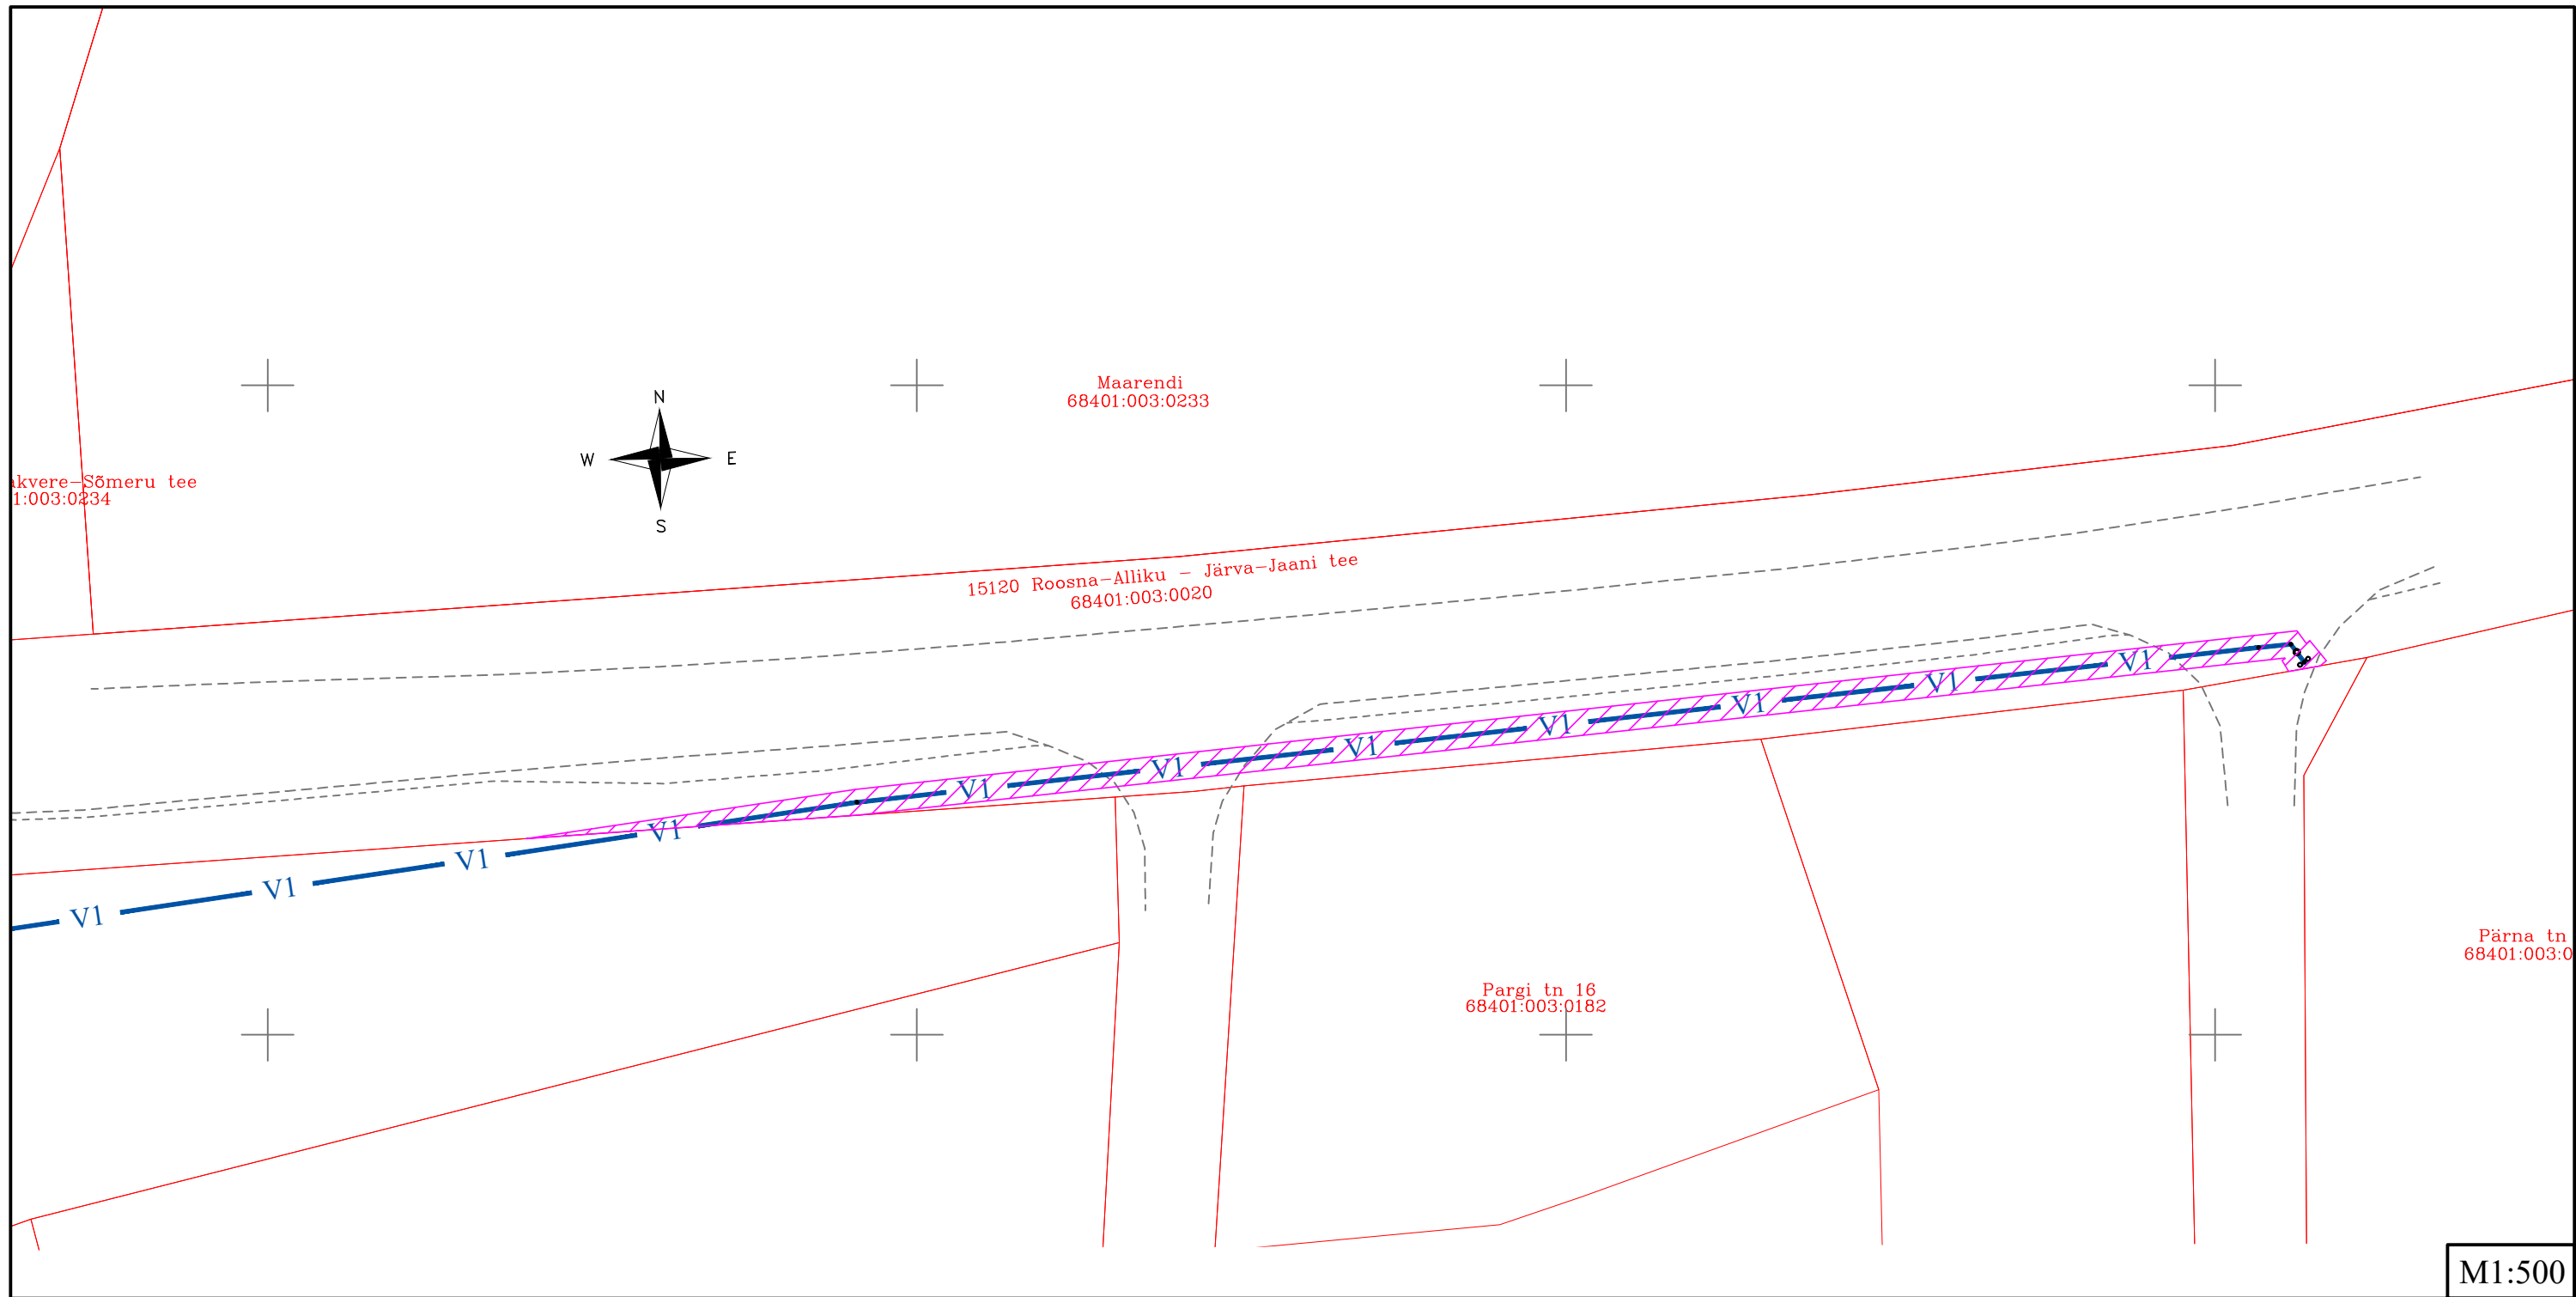 Maarendi
68401:003:0233
N
W
E
S
akvere-Sõmeru tee
1:003:0234
15120 Roosna-Alliku - Järva-Jaani tee
68401:003:0020
V1
V1
V1
V1
V1
V1
V1
V1
V1
V1
V1
Pärna tn
68401:003:0
Pargi tn 16
68401:003:0182
M1:500